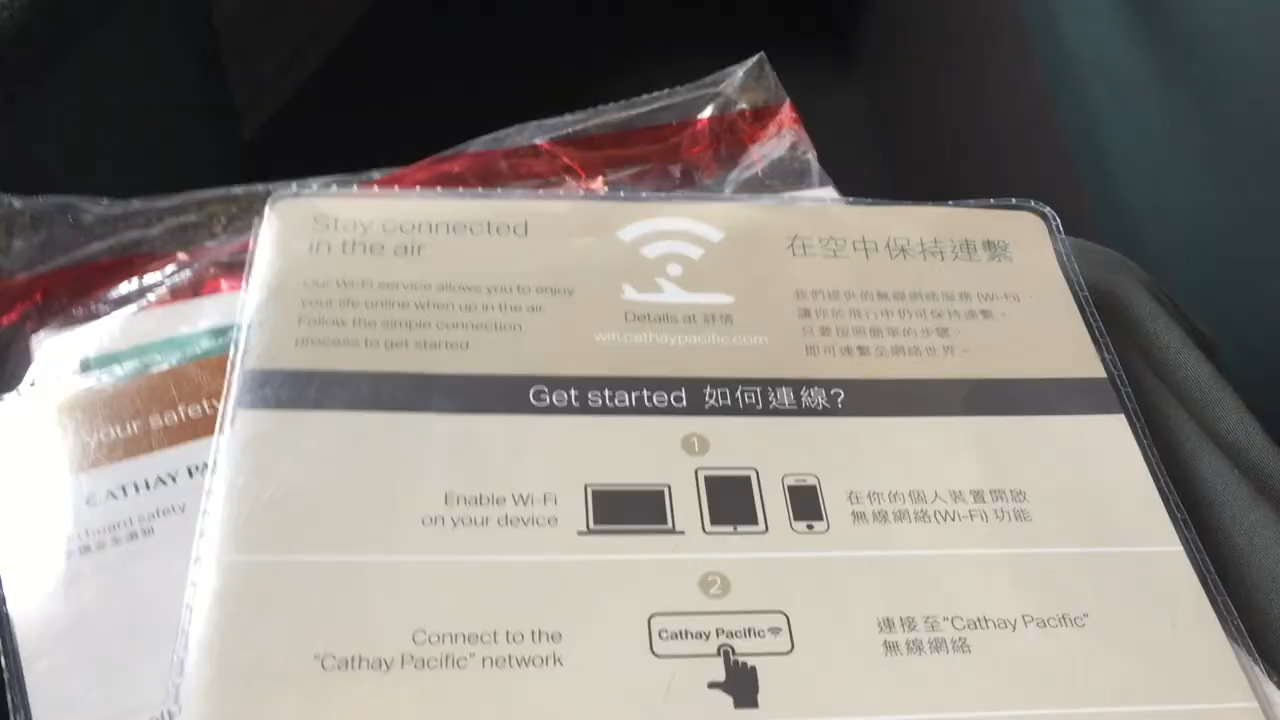 Stay connected
in the air
Our Wi-Fi service allows you to enjoy
your life online when up in the air.
Follow the simple connection
process to get started.
Details at 詳情
wifi.cathaypacific.com
在空中保持連繫
我們提供的無線網絡服務 (Wi-Fi)
讓你於飛行中仍可保持連繫。
只要按照簡單的步驟,
即可連繫至網絡世界。
Get started 如何連線?
1
Enable Wi-Fi
on your device
在你的個人裝置開啟
無線網絡(Wi-Fi) 功能
2
Connect to the
"Cathay Pacific" network
Cathay Pacific
連接至"Cathay Pacific"
無線網絡
your safety
CATHAY PA
board safety